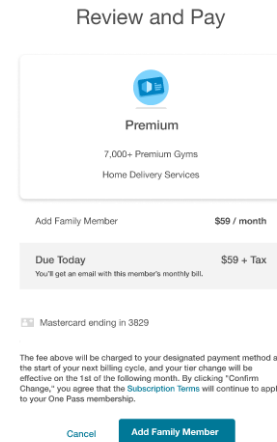 Review and Pay
Premium
7,000+ Premium Gyms
Home Delivery Services
Add Family Member $59 / month
Due Today $59 + Tax
You'll get an email with this member's monthly bill.
Mastercard ending in 3829
The fee above will be charged to your designated payment method a
the start of your next billing cycle, and your tier change will be
effective on the 1st of the following month. By clicking "Confirm
Change," you agree that the Subscription Terms will continue to appl
to your One Pass membership.
Cancel Add Family Member